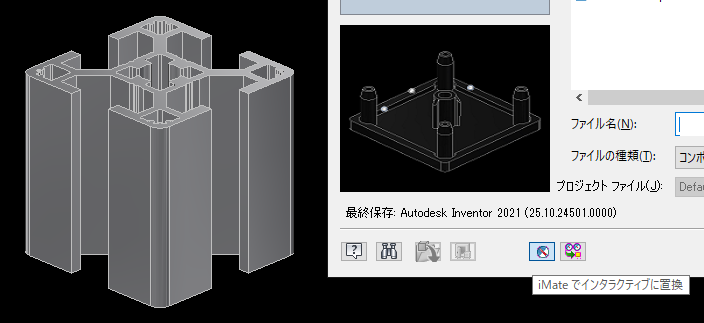 ファイル名(N):
ファイルの種類(T):
コンポ
プロジェクト ファイル(J):
Defau
最終保存: Autodesk Inventor 2021 (25.10.24501.0000)
iMate でインタラクティブに置換